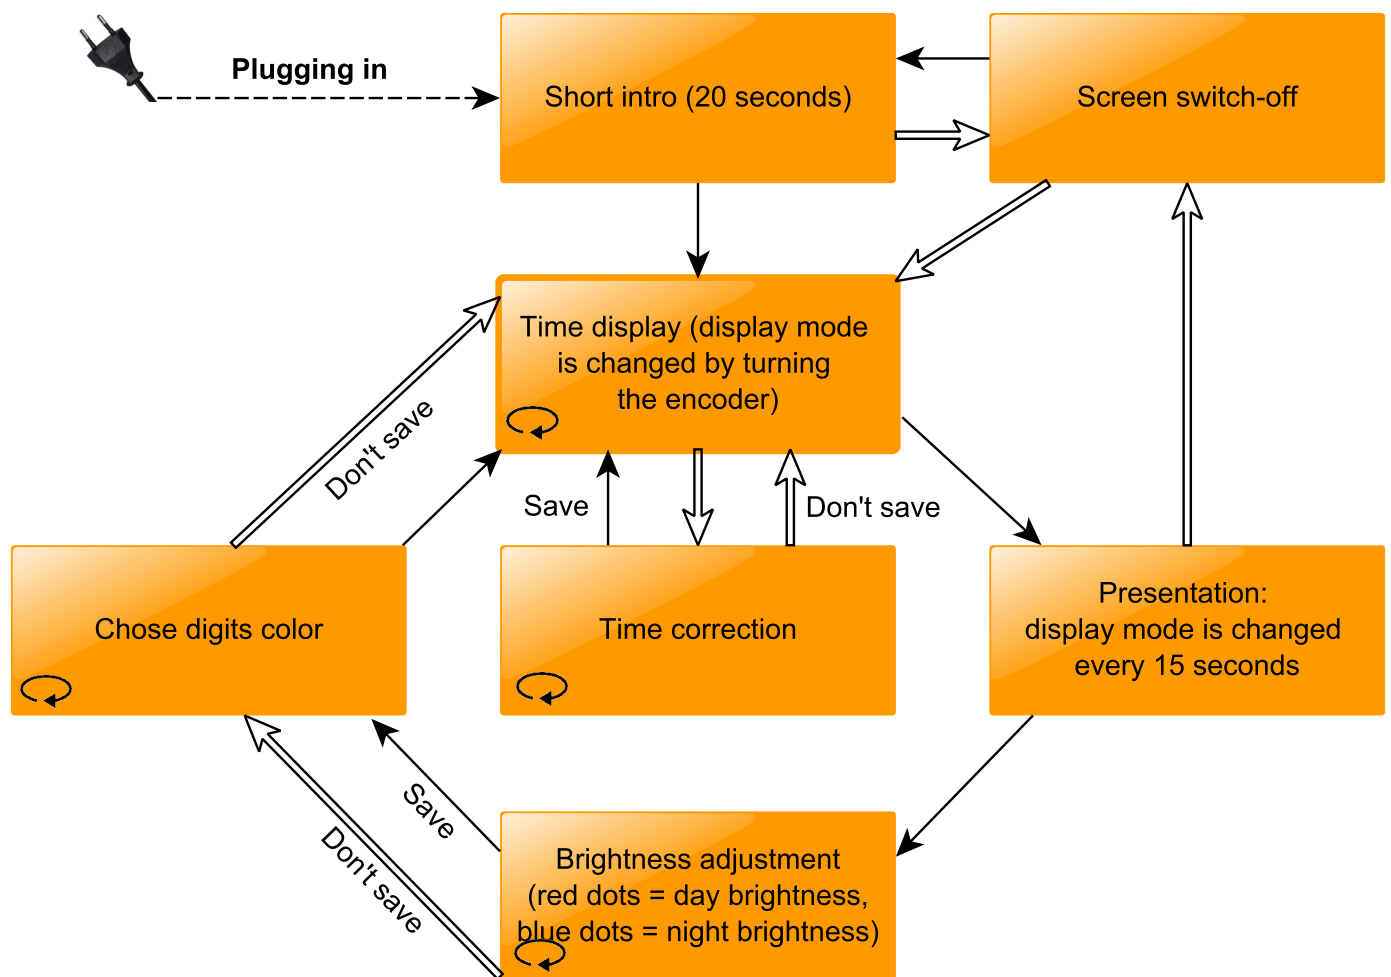 Plugging in
Short intro (20 seconds)
Screen switch-off
Time display (display mode
is changed by turning
the encoder)
Don't save
Save
Don't save
Chose digits color
Time correction
Presentation:
display mode is changed
every 15 seconds
Save
Don't save
Brightness adjustment
(red dots = day brightness,
blue dots = night brightness)